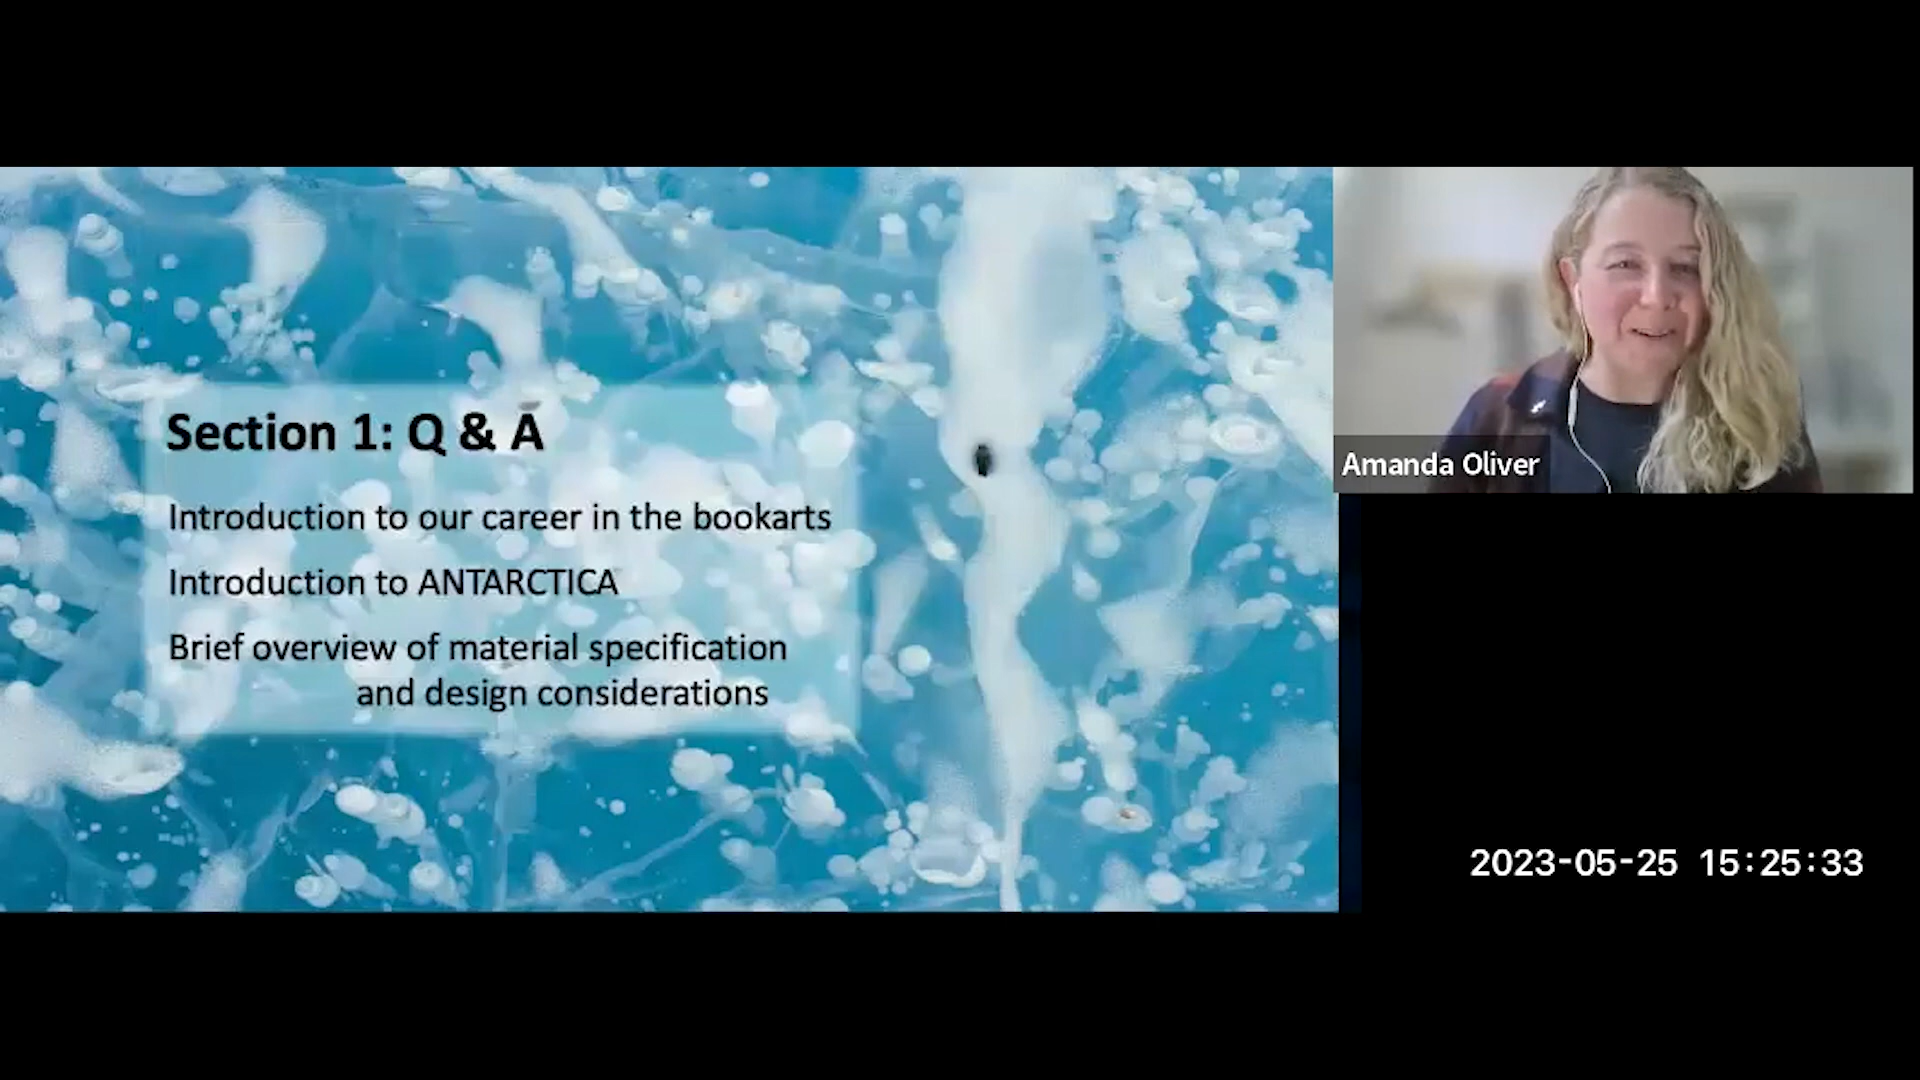 Section 1: Q & A
Introduction to our career in the bookarts
Introduction to ANTARCTICA
Brief overview of material specification
and design considerations
Amanda Oliver
2023-05-25 15:25:33